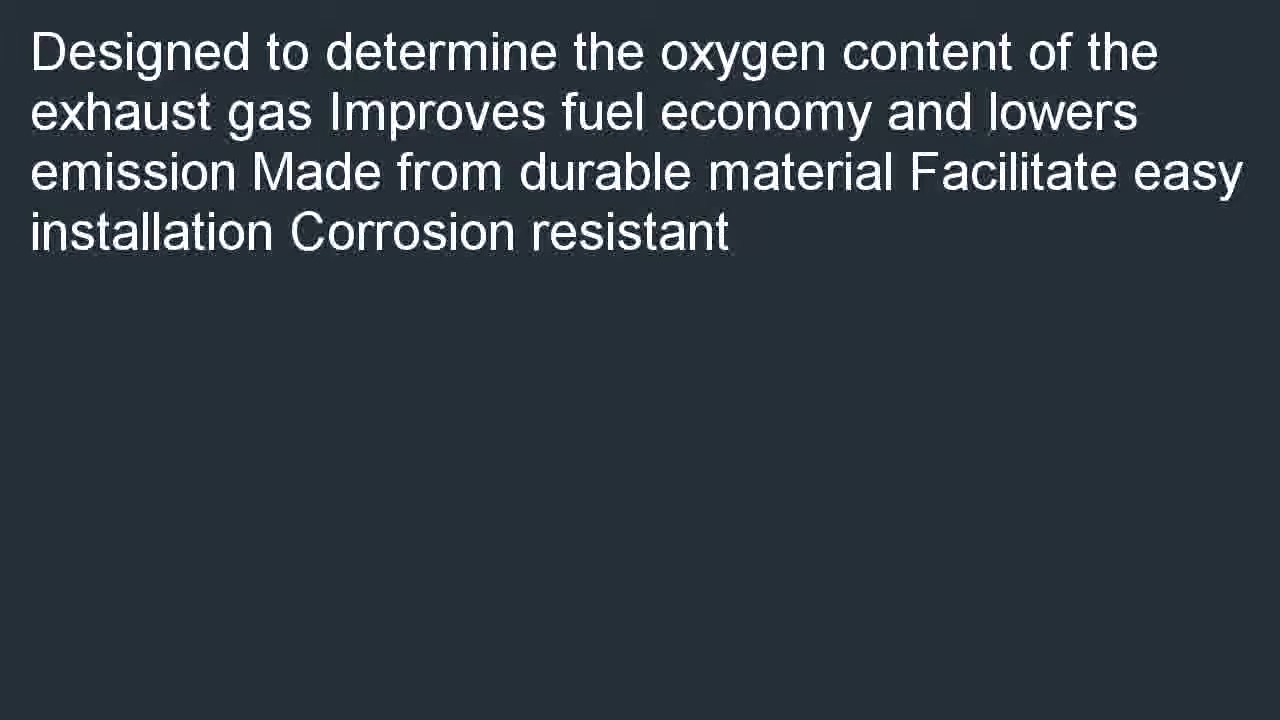 Designed to determine the oxygen content of the
exhaust gas Improves fuel economy and lowers
emission Made from durable material Facilitate easy
installation Corrosion resistant